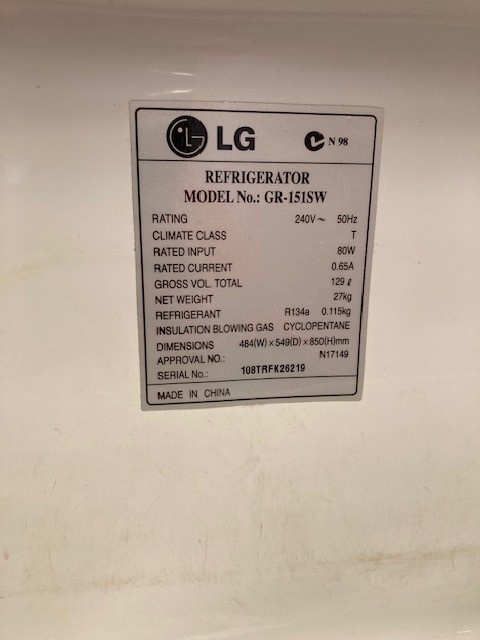 LG N 98
REFRIGERATOR
MODEL No.: GR-151SW
RATING 240V~ 50Hz
CLIMATE CLASS T
RATED INPUT 80W
RATED CURRENT 0.65A
GROSS VOL. TOTAL 129 ℓ
NET WEIGHT 27kg
REFRIGERANT R134a 0.115kg
INSULATION BLOWING GAS CYCLOPENTANE
DIMENSIONS 484(W)×549(D)×850(H)mm
APPROVAL NO.: N17149
SERIAL No.: 108TRFK26219
MADE IN CHINA